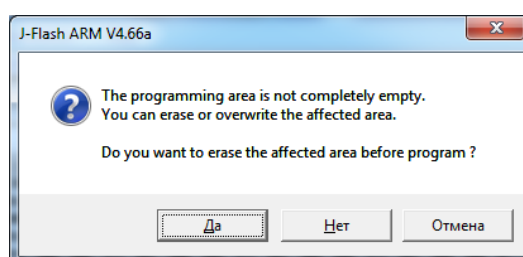 J-Flash ARM V4.66a
The programming area is not completely empty.
You can erase or overwrite the affected area.
Do you want to erase the affected area before program ?
Да
Нет
Отмена